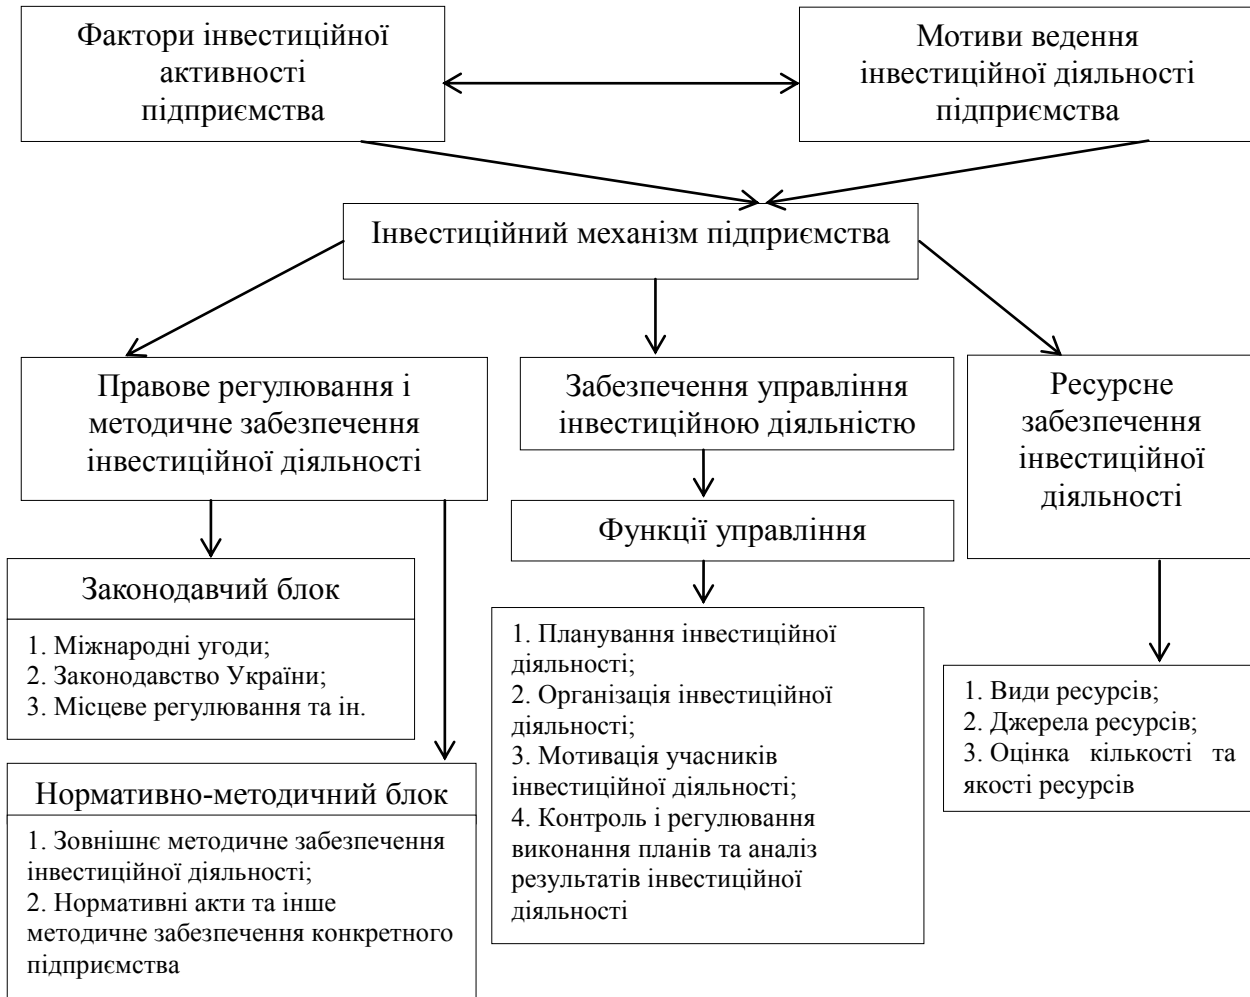 Фактори інвестиційної
активності
підприємства
Мотиви ведення
інвестиційної діяльності
підприємства
Інвестиційний механізм підприємства
Правове регулювання і
методичне забезпечення
інвестиційної діяльності
Забезпечення управління
інвестиційною діяльністю
Ресурсне
забезпечення
інвестиційної
діяльності
Функції управління
Законодавчий блок
1. Міжнародні угоди;
2. Законодавство України;
3. Місцеве регулювання та ін.
Нормативно-методичний блок
1. Зовнішнє методичне забезпечення
інвестиційної діяльності;
2. Нормативні акти та інше
методичне забезпечення конкретного
підприємства
1. Планування інвестиційної
діяльності;
2. Організація інвестиційної
діяльності;
3. Мотивація учасників
інвестиційної діяльності;
4. Контроль і регулювання
виконання планів та аналіз
результатів інвестиційної
діяльності
1. Види ресурсів;
2. Джерела ресурсів;
3. Оцінка кількості та
якості ресурсів